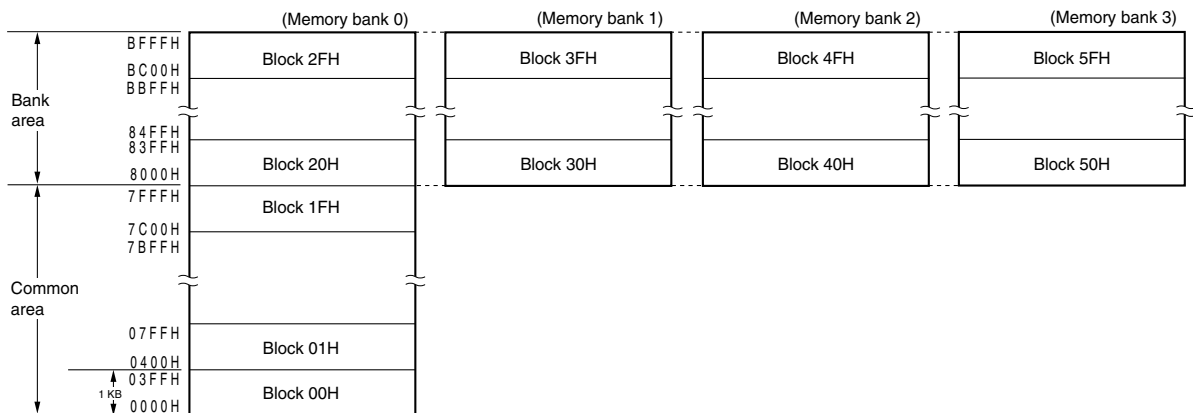 (Memory bank 0) (Memory bank 1) (Memory bank 2) (Memory bank 3)
BFFFH
Block 2FH Block 3FH Block 4FH Block 5FH
BC00H
BBFFH
Bank
area
84FFH
83FFH
Block 20H Block 30H Block 40H Block 50H
8000H
7FFFH
Block 1FH
7C00H
7BFFH
Common
area
07FFH
Block 01H
0400H
03FFH
1 KB
Block 00H
0000H